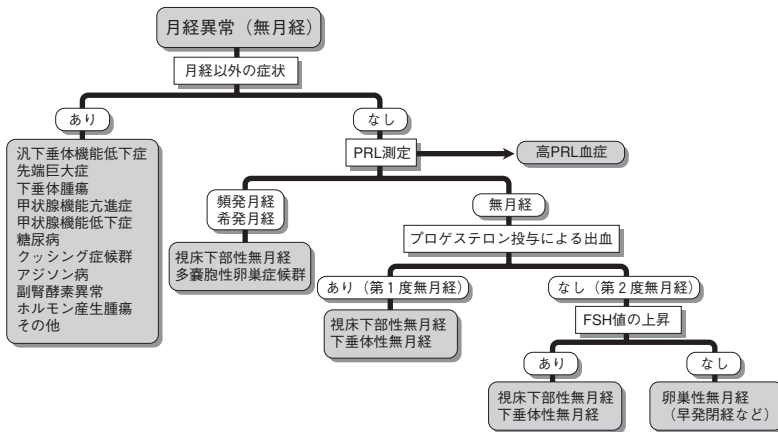 月経異常（無月経）
月経以外の症状
あり
なし
汎下垂体機能低下症
先端巨大症
下垂体腫瘍
甲状腺機能亢進症
甲状腺機能低下症
糖尿病
クッシング症候群
アジソン病
副腎酵素異常
ホルモン産生腫瘍
その他
PRL測定
高PRL血症
頻発月経
希発月経
無月経
視床下部性無月経
多嚢胞性卵巣症候群
プロゲステロン投与による出血
あり（第1度無月経）
なし（第2度無月経）
視床下部性無月経
下垂体性無月経
FSH値の上昇
あり
なし
視床下部性無月経
下垂体性無月経
卵巣性無月経
（早発閉経など）